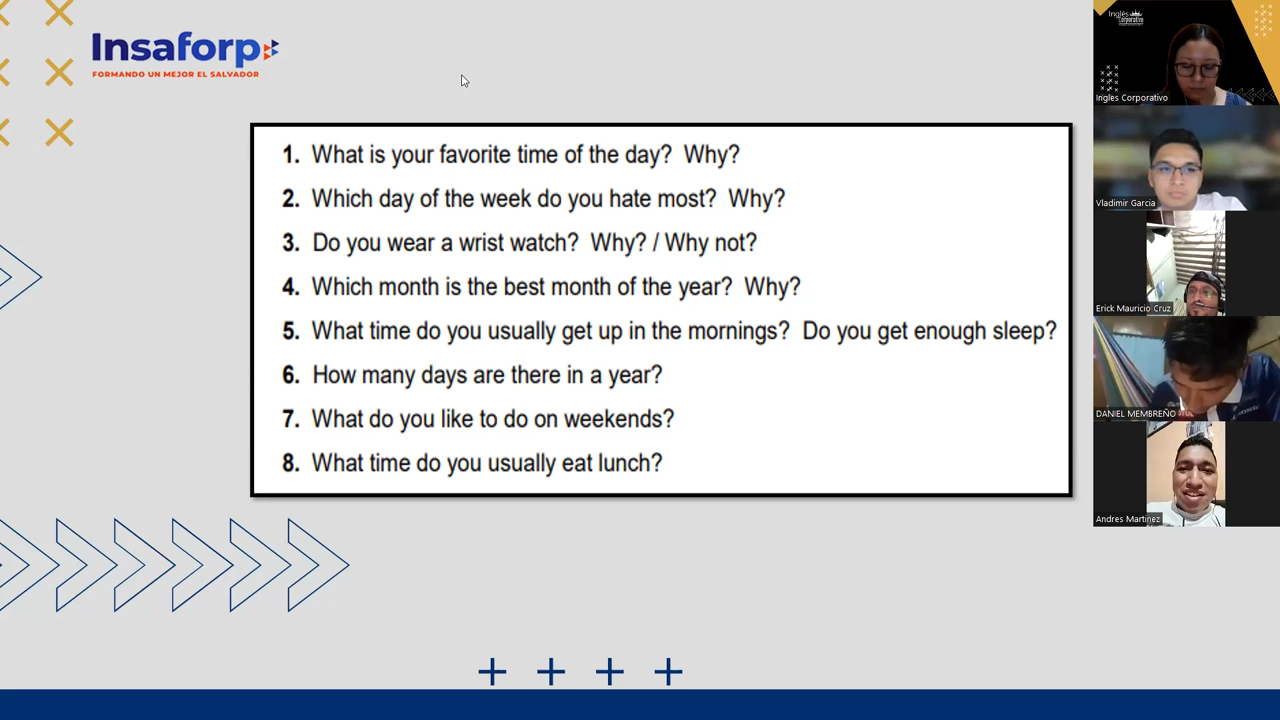 Insaforp
FORMANDO UN MEJOR EL SALVADOR
1. What is your favorite time of the day? Why?
2. Which day of the week do you hate most? Why?
3. Do you wear a wrist watch? Why? / Why not?
4. Which month is the best month of the year? Why?
5. What time do you usually get up in the mornings? Do you get enough sleep?
6. How many days are there in a year?
7. What do you like to do on weekends?
8. What time do you usually eat lunch?
Inglés
Corporativo
Ingles Corporativo
Vladimir Garcia
Erick Mauricio Cruz
DANIEL MEMBREÑO
Andres Martinez